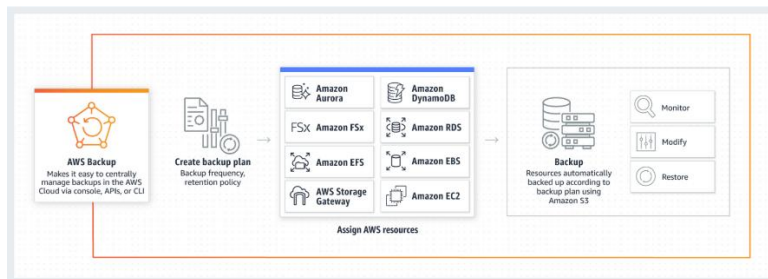 AWS Backup
Makes it easy to centrally
manage backups in the AWS
Cloud via console, APIs, or CLI
Create backup plan
Backup frequency,
retention policy
Amazon
Aurora
Amazon
DynamoDB
FSx Amazon FSx
Amazon RDS
Amazon EFS
Amazon EBS
AWS Storage
Gateway
Amazon EC2
Assign AWS resources
Backup
Resources automatically
backed up according to
backup plan using
Amazon S3
Monitor
Modify
Restore